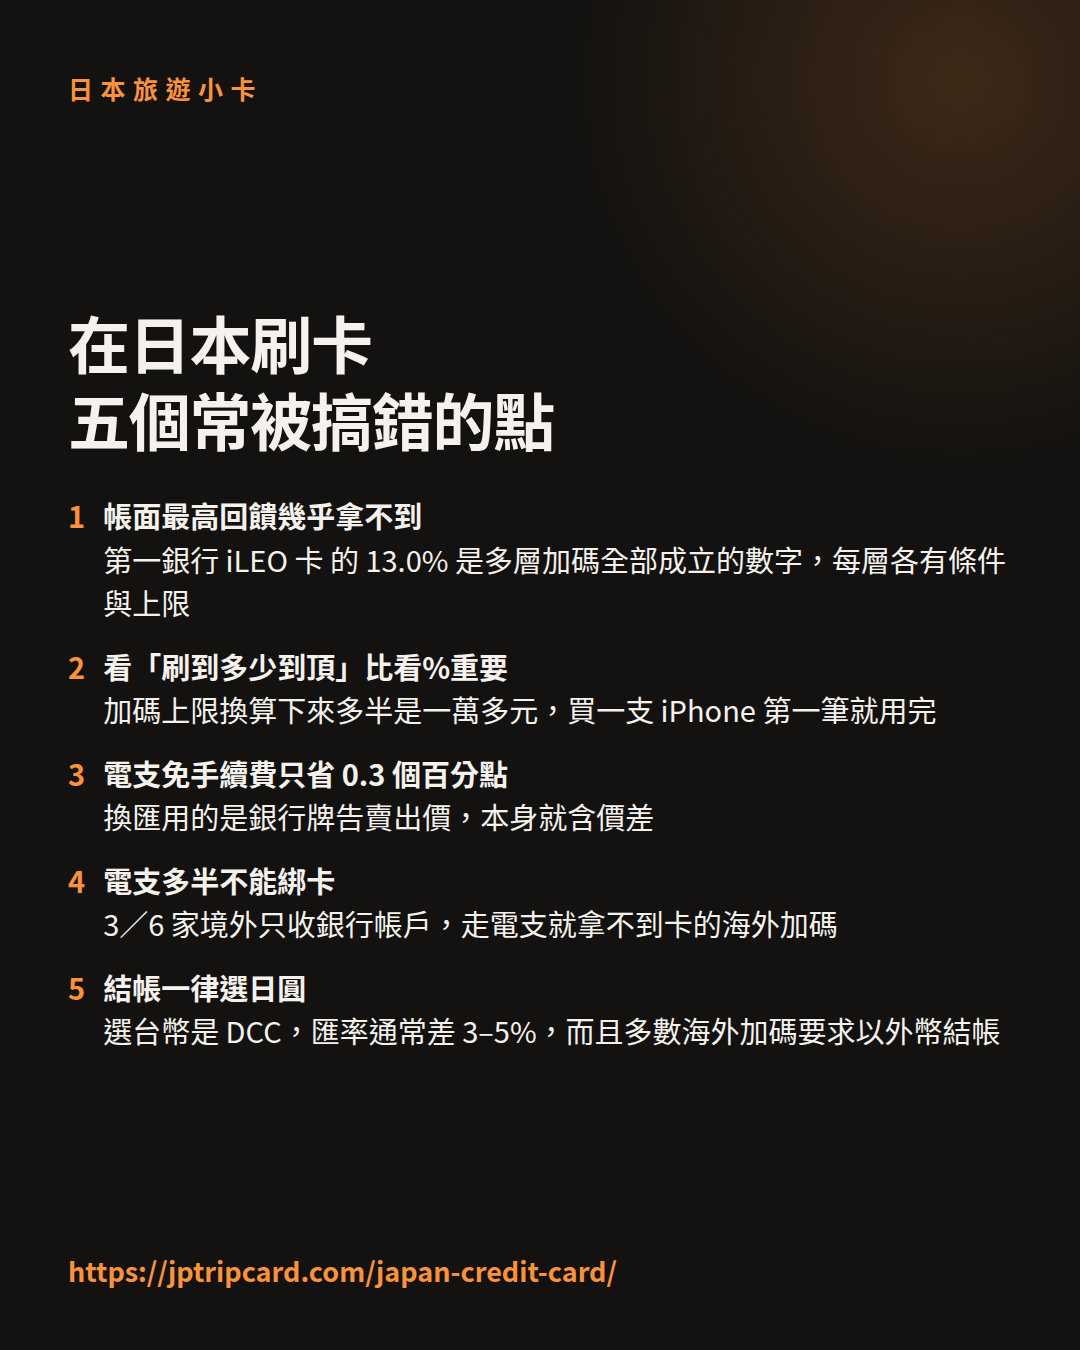 日本旅遊小卡
在日本刷卡
五個常被搞錯的點
1 帳面最高回饋幾乎拿不到
第一銀行 iLEO 卡 的 13.0% 是多層加碼全部成立的數字，每層各有條件
與上限
2 看「刷到多少到頂」比看%重要
加碼上限換算下來多半是一萬多元，買一支 iPhone 第一筆就用完
3 電支免手續費只省 0.3 個百分點
換匯用的是銀行牌告賣出價，本身就含價差
4 電支多半不能綁卡
3／6 家境外只收銀行帳戶，走電支就拿不到卡的海外加碼
5 結帳一律選日圓
選台幣是 DCC，匯率通常差 3–5%，而且多數海外加碼要求以外幣結帳
https://jptripcard.com/japan-credit-card/